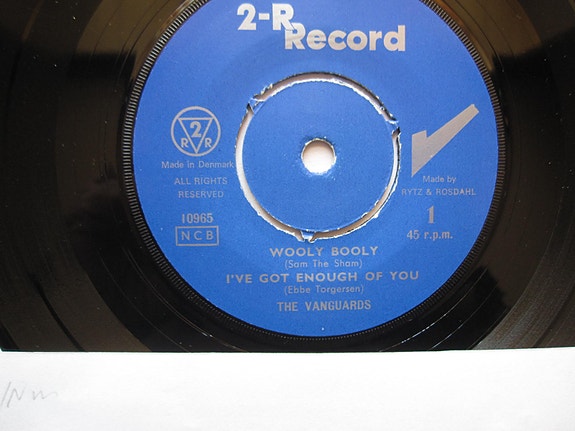 2-R
Record
2
R R
Made in Denmark
ALL RIGHTS
RESERVED
10965
NCB
Made by
RYTZ & ROSDAHL
1
45 r.p.m.
WOOLY BOOLY
(Sam The Sham)
I'VE GOT ENOUGH OF YOU
(Ebbe Torgersen)
THE VANGUARDS